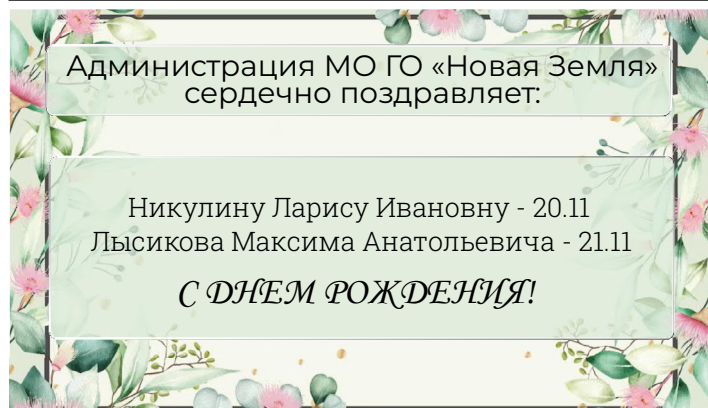 Администрация МО ГО «Новая Земля»
сердечно поздравляет:
Никулину Ларису Ивановну - 20.11
Лысикова Максима Анатольевича - 21.11
С ДНЕМ РОЖДЕНИЯ!